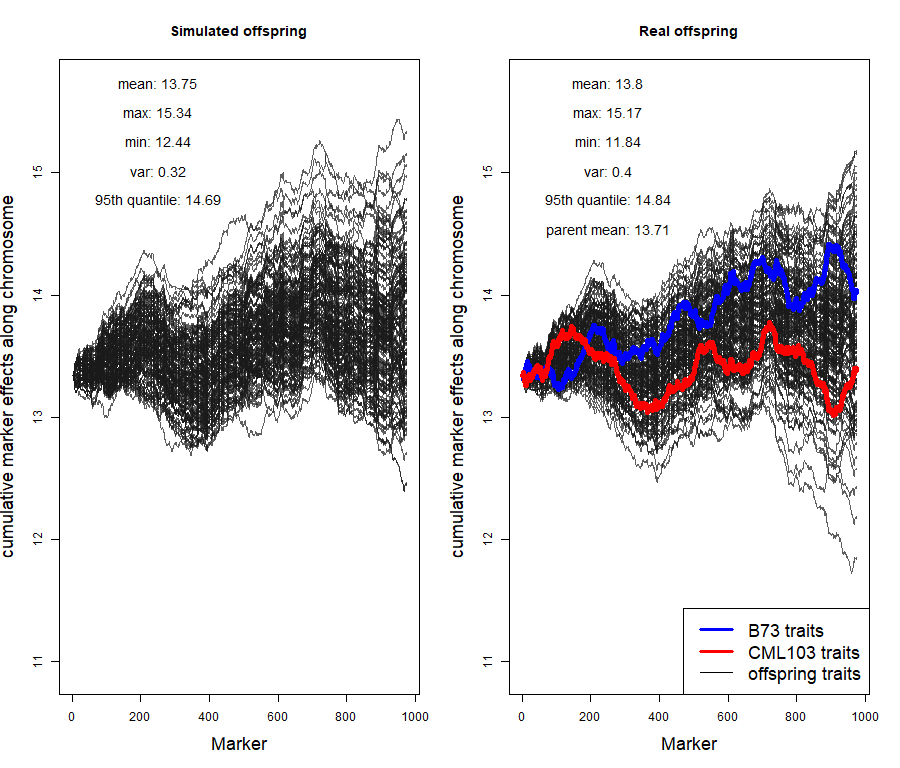 Simulated offspring
mean: 13.75
max: 15.34
min: 12.44
var: 0.32
95th quantile: 14.69
cumulative marker effects along chromosome
15
14
13
12
11
0 200 400 600 800 1000
Marker
Real offspring
mean: 13.8
max: 15.17
min: 11.84
var: 0.4
95th quantile: 14.84
parent mean: 13.71
cumulative marker effects along chromosome
15
14
13
12
11
B73 traits
CML103 traits
offspring traits
0 200 400 600 800 1000
Marker